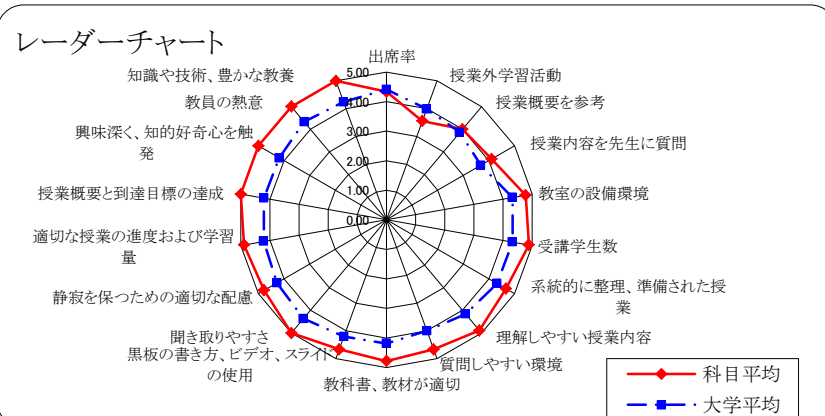 レーダーチャート
出席率
授業外学習活動
授業概要を参考
授業内容を先生に質問
教室の設備環境
受講学生数
系統的に整理、準備された授
業
理解しやすい授業内容
質問しやすい環境
教科書、教材が適切
黒板の書き方、ビデオ、スライド
の使用
聞き取りやすさ
静寂を保つための適切な配慮
適切な授業の進度および学習
量
授業概要と到達目標の達成
興味深く、知的好奇心を触
発
教員の熱意
知識や技術、豊かな教養
5.00
4.00
3.00
2.00
1.00
0.00
科目平均
大学平均